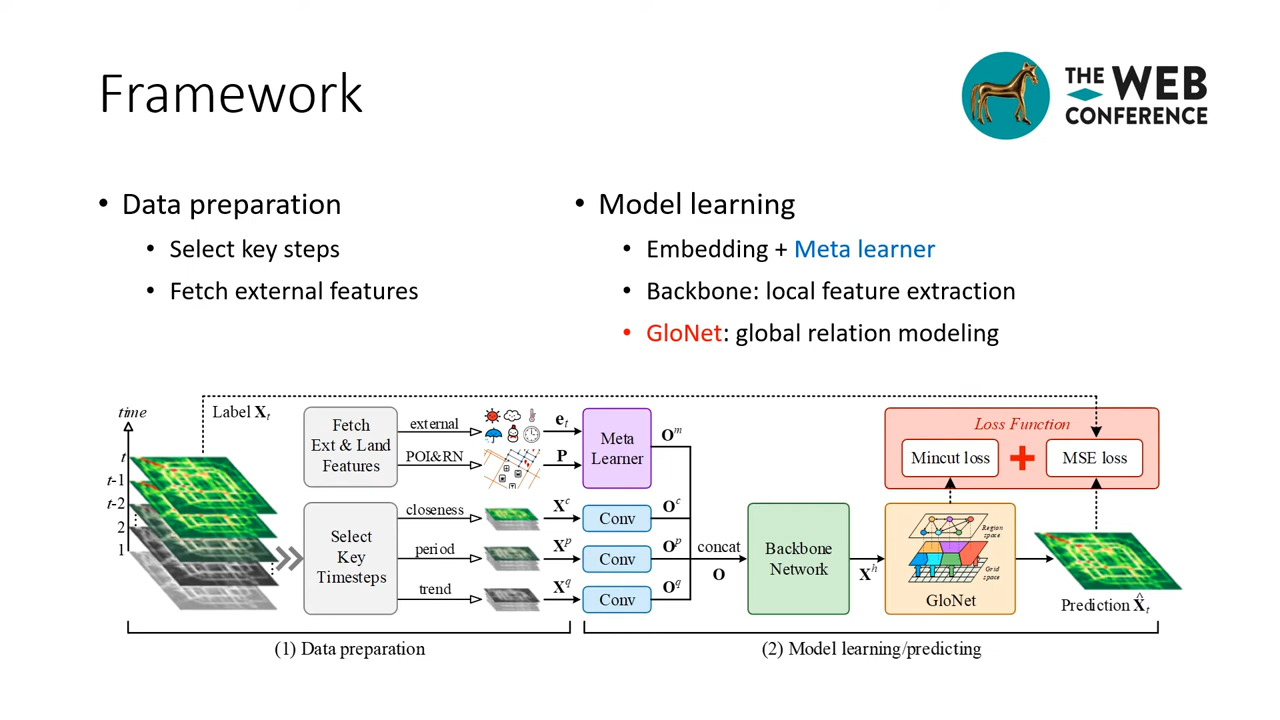 Framework
THE WEB
CONFERENCE
• Data preparation
• Select key steps
• Fetch external features
• Model learning
• Embedding + Meta learner
• Backbone: local feature extraction
• GloNet: global relation modeling
time
t
t-1
t-2
2
1
Label Xₜ
Fetch
Ext & Land
Features
external
POI&RN
eₜ
P
Meta
Learner
Oᵐ
Select
Key
Timesteps
closeness
period
trend
Xᶜ
Xᵖ
X^q
Conv
Conv
Conv
Oᶜ
Oᵖ
O^q
concat
O
Backbone
Network
Xʰ
Region
space
Grid
space
GloNet
Loss Function
Mincut loss
+
MSE loss
Prediction X̂ₜ
(1) Data preparation
(2) Model learning/predicting